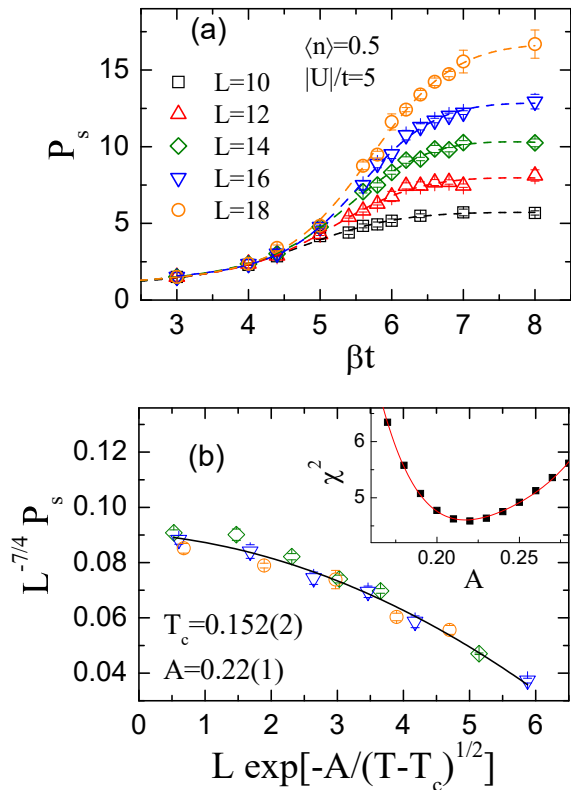 (a)
⟨n⟩=0.5
|U|/t=5
L=10
L=12
L=14
L=16
L=18
P_s
15
10
5
0
3 4 5 6 7 8
βt
(b)
L^{-7/4} P_s
0.12
0.10
0.08
0.06
0.04
T_c=0.152(2)
A=0.22(1)
χ^2
6
5
0.20 0.25
A
0 1 2 3 4 5 6
L exp[-A/(T-T_c)^{1/2}]